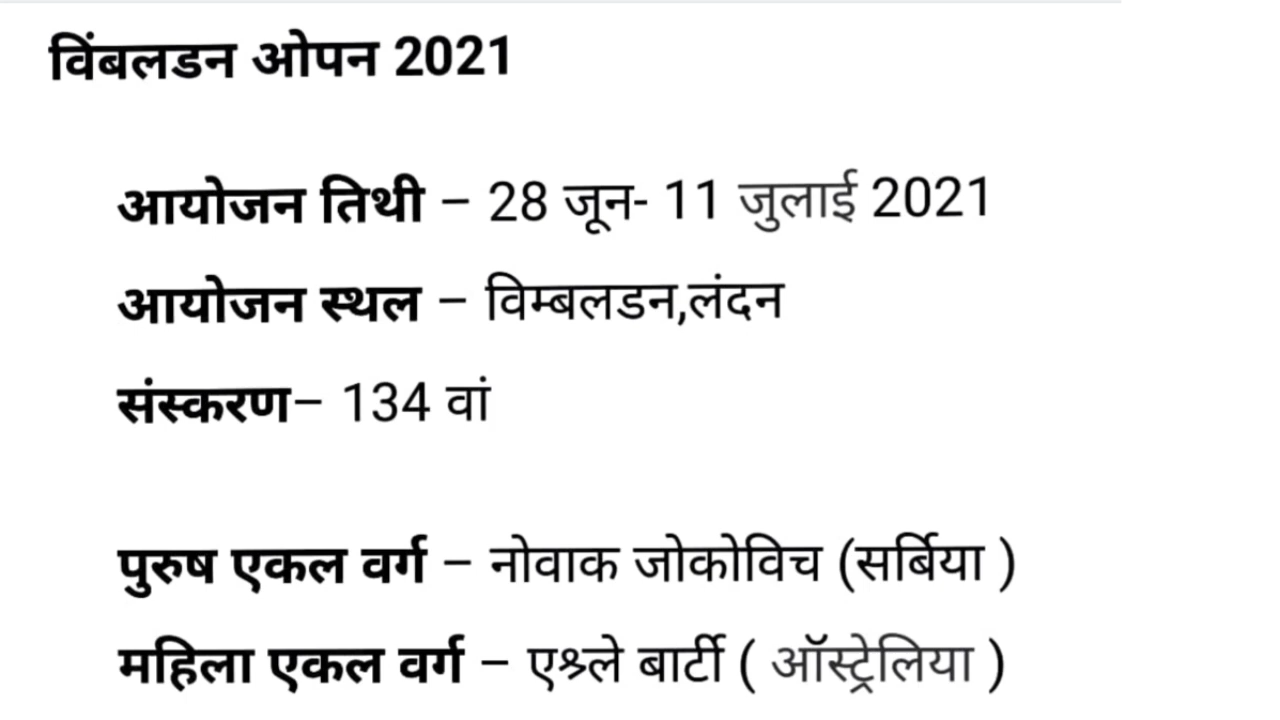 विंबलडन ओपन 2021
आयोजन तिथी – 28 जून- 11 जुलाई 2021
आयोजन स्थल – विम्बलडन,लंदन
संस्करण– 134 वां
पुरुष एकल वर्ग – नोवाक जोकोविच (सर्बिया )
महिला एकल वर्ग – एश्ले बार्टी ( ऑस्ट्रेलिया )